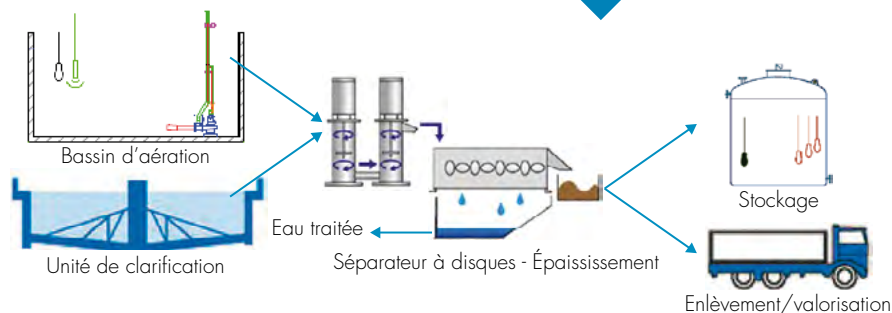 Bassin d'aération
Unité de clarification
Eau traitée
Séparateur à disques - Épaississement
Stockage
Enlèvement/valorisation